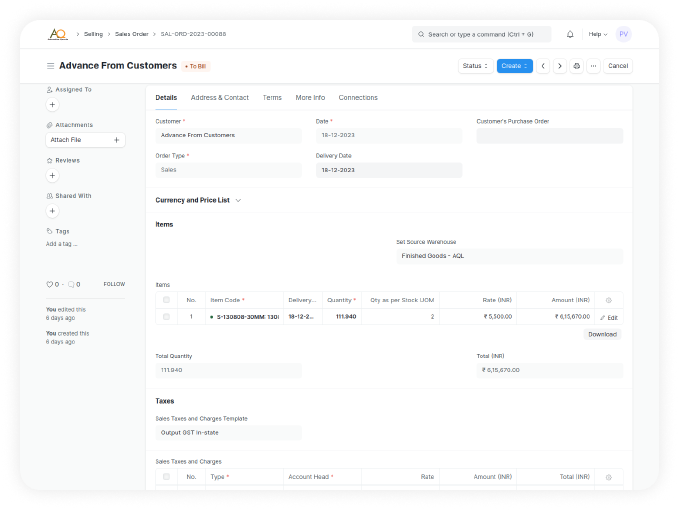 AQ
Selling > Sales Order > SAL-ORD-2023-00088
Search or type a command (Ctrl + G)
Help
PV
Advance From Customers
To Bill
Status
Create
Cancel
Assigned To
Attachments
Attach File
Reviews
Shared With
Tags
Add a tag ...
0 · 0 FOLLOW
You edited this
6 days ago
You created this
6 days ago
Details Address & Contact Terms More Info Connections
Customer * Date * Customer's Purchase Order
Advance From Customers 18-12-2023
Order Type * Delivery Date
Sales 18-12-2023
Currency and Price List
Items
Set Source Warehouse
Finished Goods - AQL
Items
No. Item Code * Delivery... Quantity * Qty as per Stock UOM Rate (INR) Amount (INR)
1 S-130808-30MM: 130( 18-12-2... 111.940 2 ₹ 5,500.00 ₹ 6,15,670.00 Edit
Download
Total Quantity Total (INR)
111.940 ₹ 6,15,670.00
Taxes
Sales Taxes and Charges Template
Output GST In-state
Sales Taxes and Charges
No. Type * Account Head * Rate Amount (INR) Total (INR)